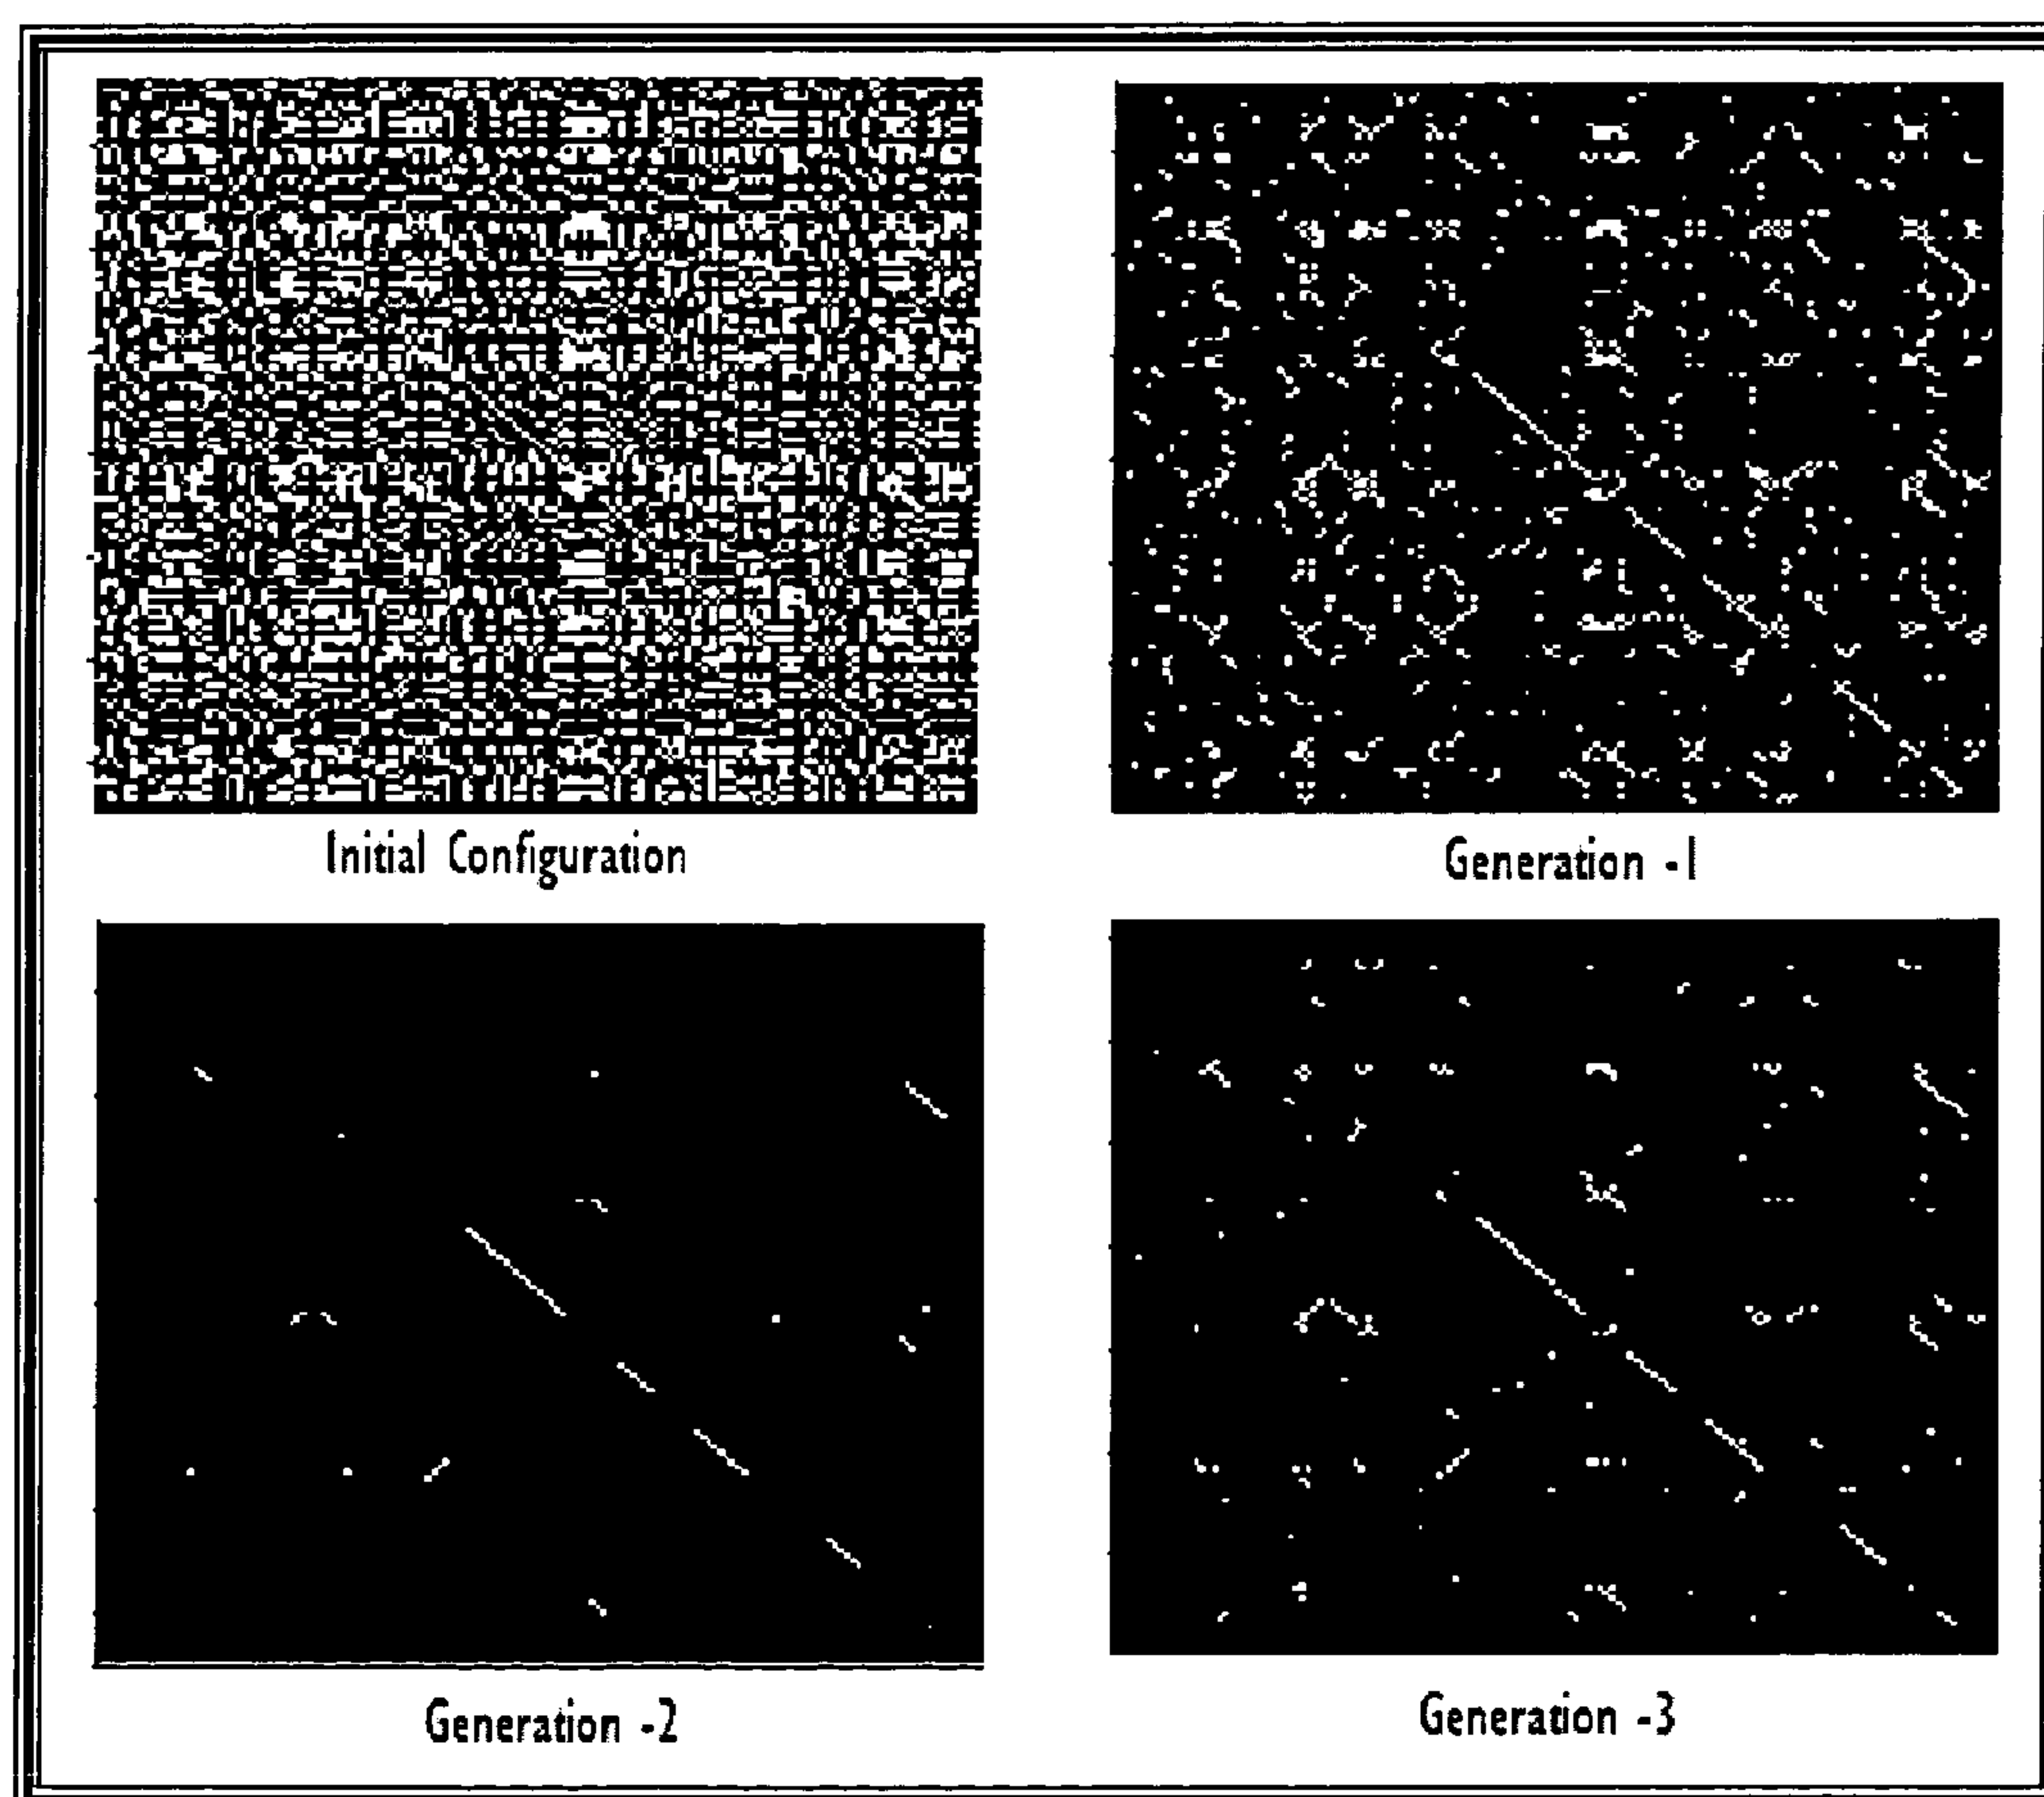 Initial Configuration
Generation -1
Generation -2
Generation -3